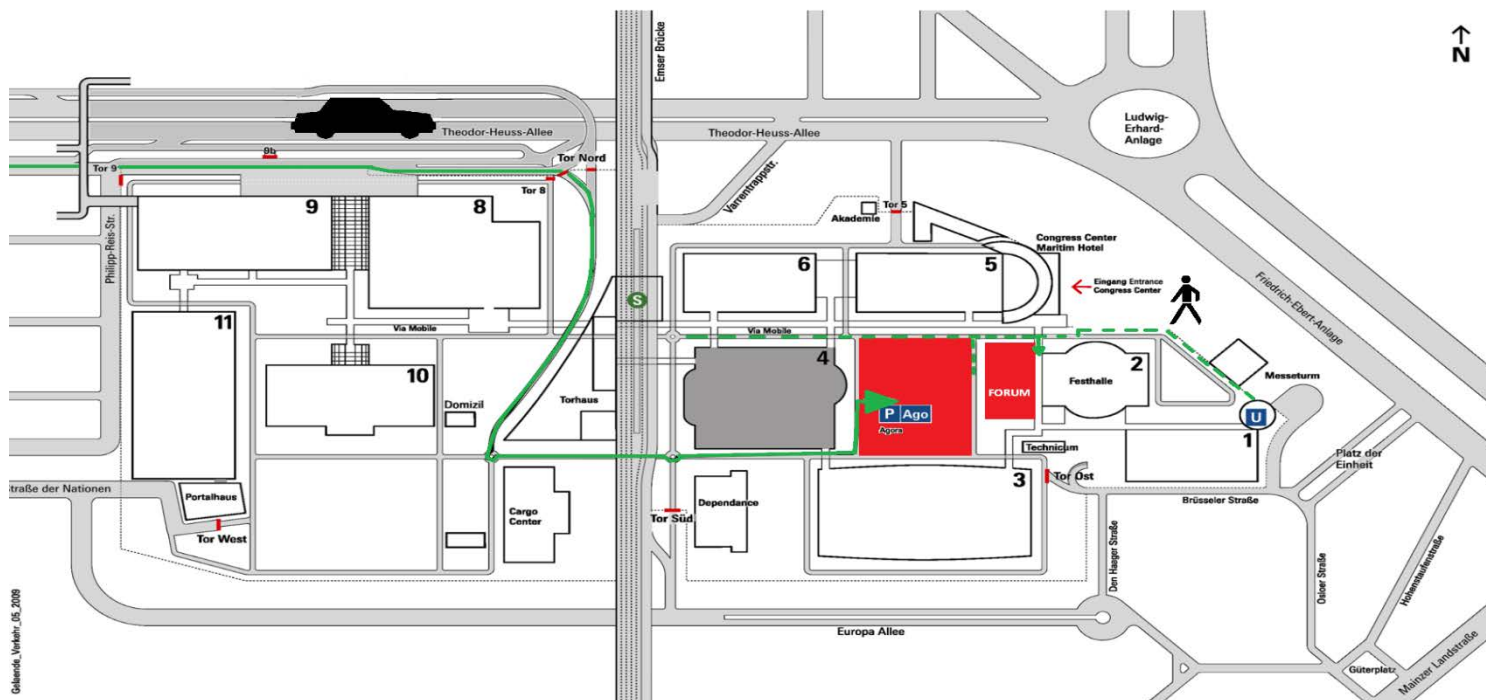 N
Emser Brücke
Ludwig-
Erhard-
Anlage
Theodor-Heuss-Allee
Theodor-Heuss-Allee
9b
Tor Nord
Tor 9
Tor 8
Varrentrappstr.
Akademie
Tor 5
9
8
Philipp-Reis-Str.
Congress Center
Maritim Hotel
6
5
Eingang Entrance
Congress Center
Friedrich-Ebert-Anlage
S
11
Via Mobile
Via Mobile
4
2
10
Festhalle
Messeturm
FORUM
Domizil
Torhaus
P Ago
Agora
U
1
Technicum
Platz der
Einheit
Straße der Nationen
Portalhaus
Tor West
Cargo
Center
Tor Süd
Dependance
3
Tor Ost
Brüsseler Straße
Den Haager Straße
Osloer Straße
Hohenstaufenstraße
Europa Allee
Güterplatz
Mainzer Landstraße
Gelaende_Verkehr_05_2009